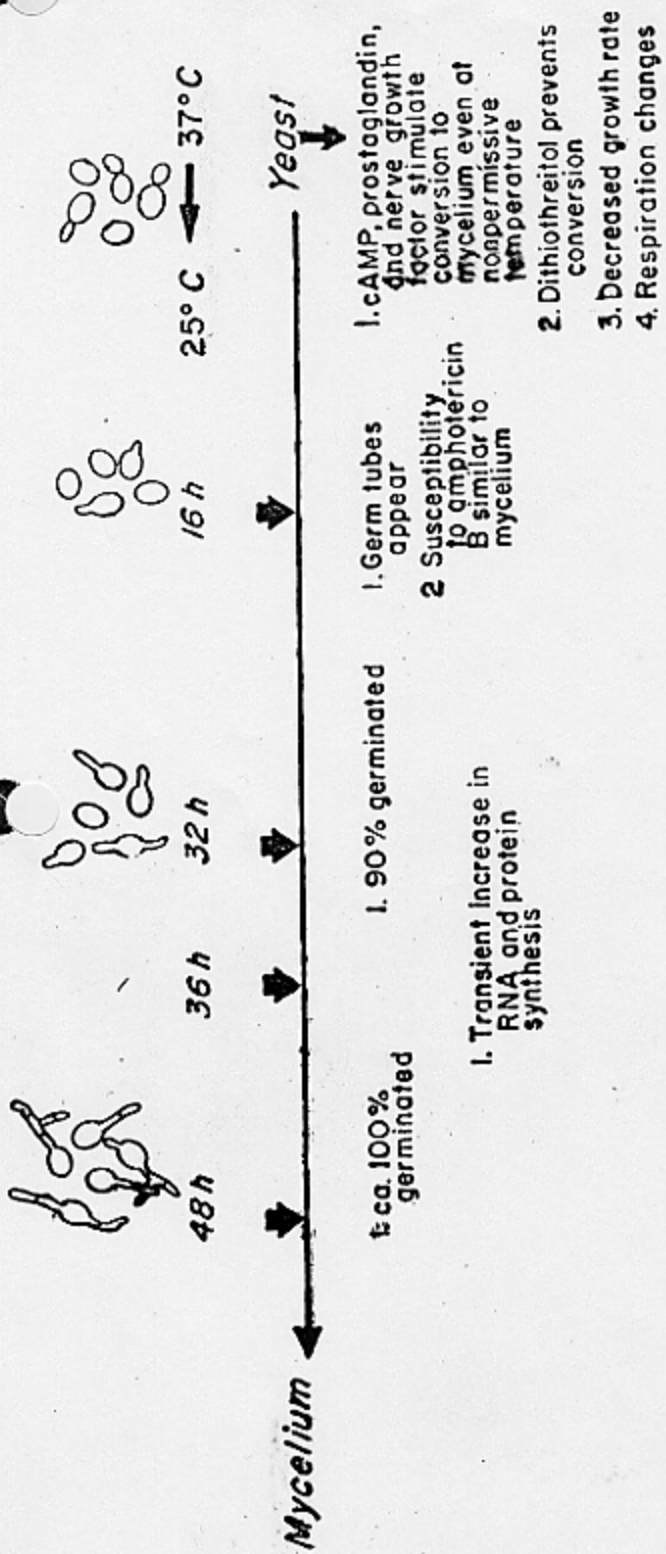 25° C 37°C
16 h
32 h
36 h
48 h
Mycelium
Yeast
1. cAMP, prostaglandin,
and nerve growth
factor stimulate
conversion to
mycelium even at
nonpermissive
temperature
2. Dithiothreitol prevents
conversion
3. Decreased growth rate
4. Respiration changes
1. Germ tubes
appear
2 Susceptibility
to amphotericin
B similar to
mycelium
1. 90% germinated
1. Transient increase in
RNA and protein
synthesis
1. ca. 100%
germinated